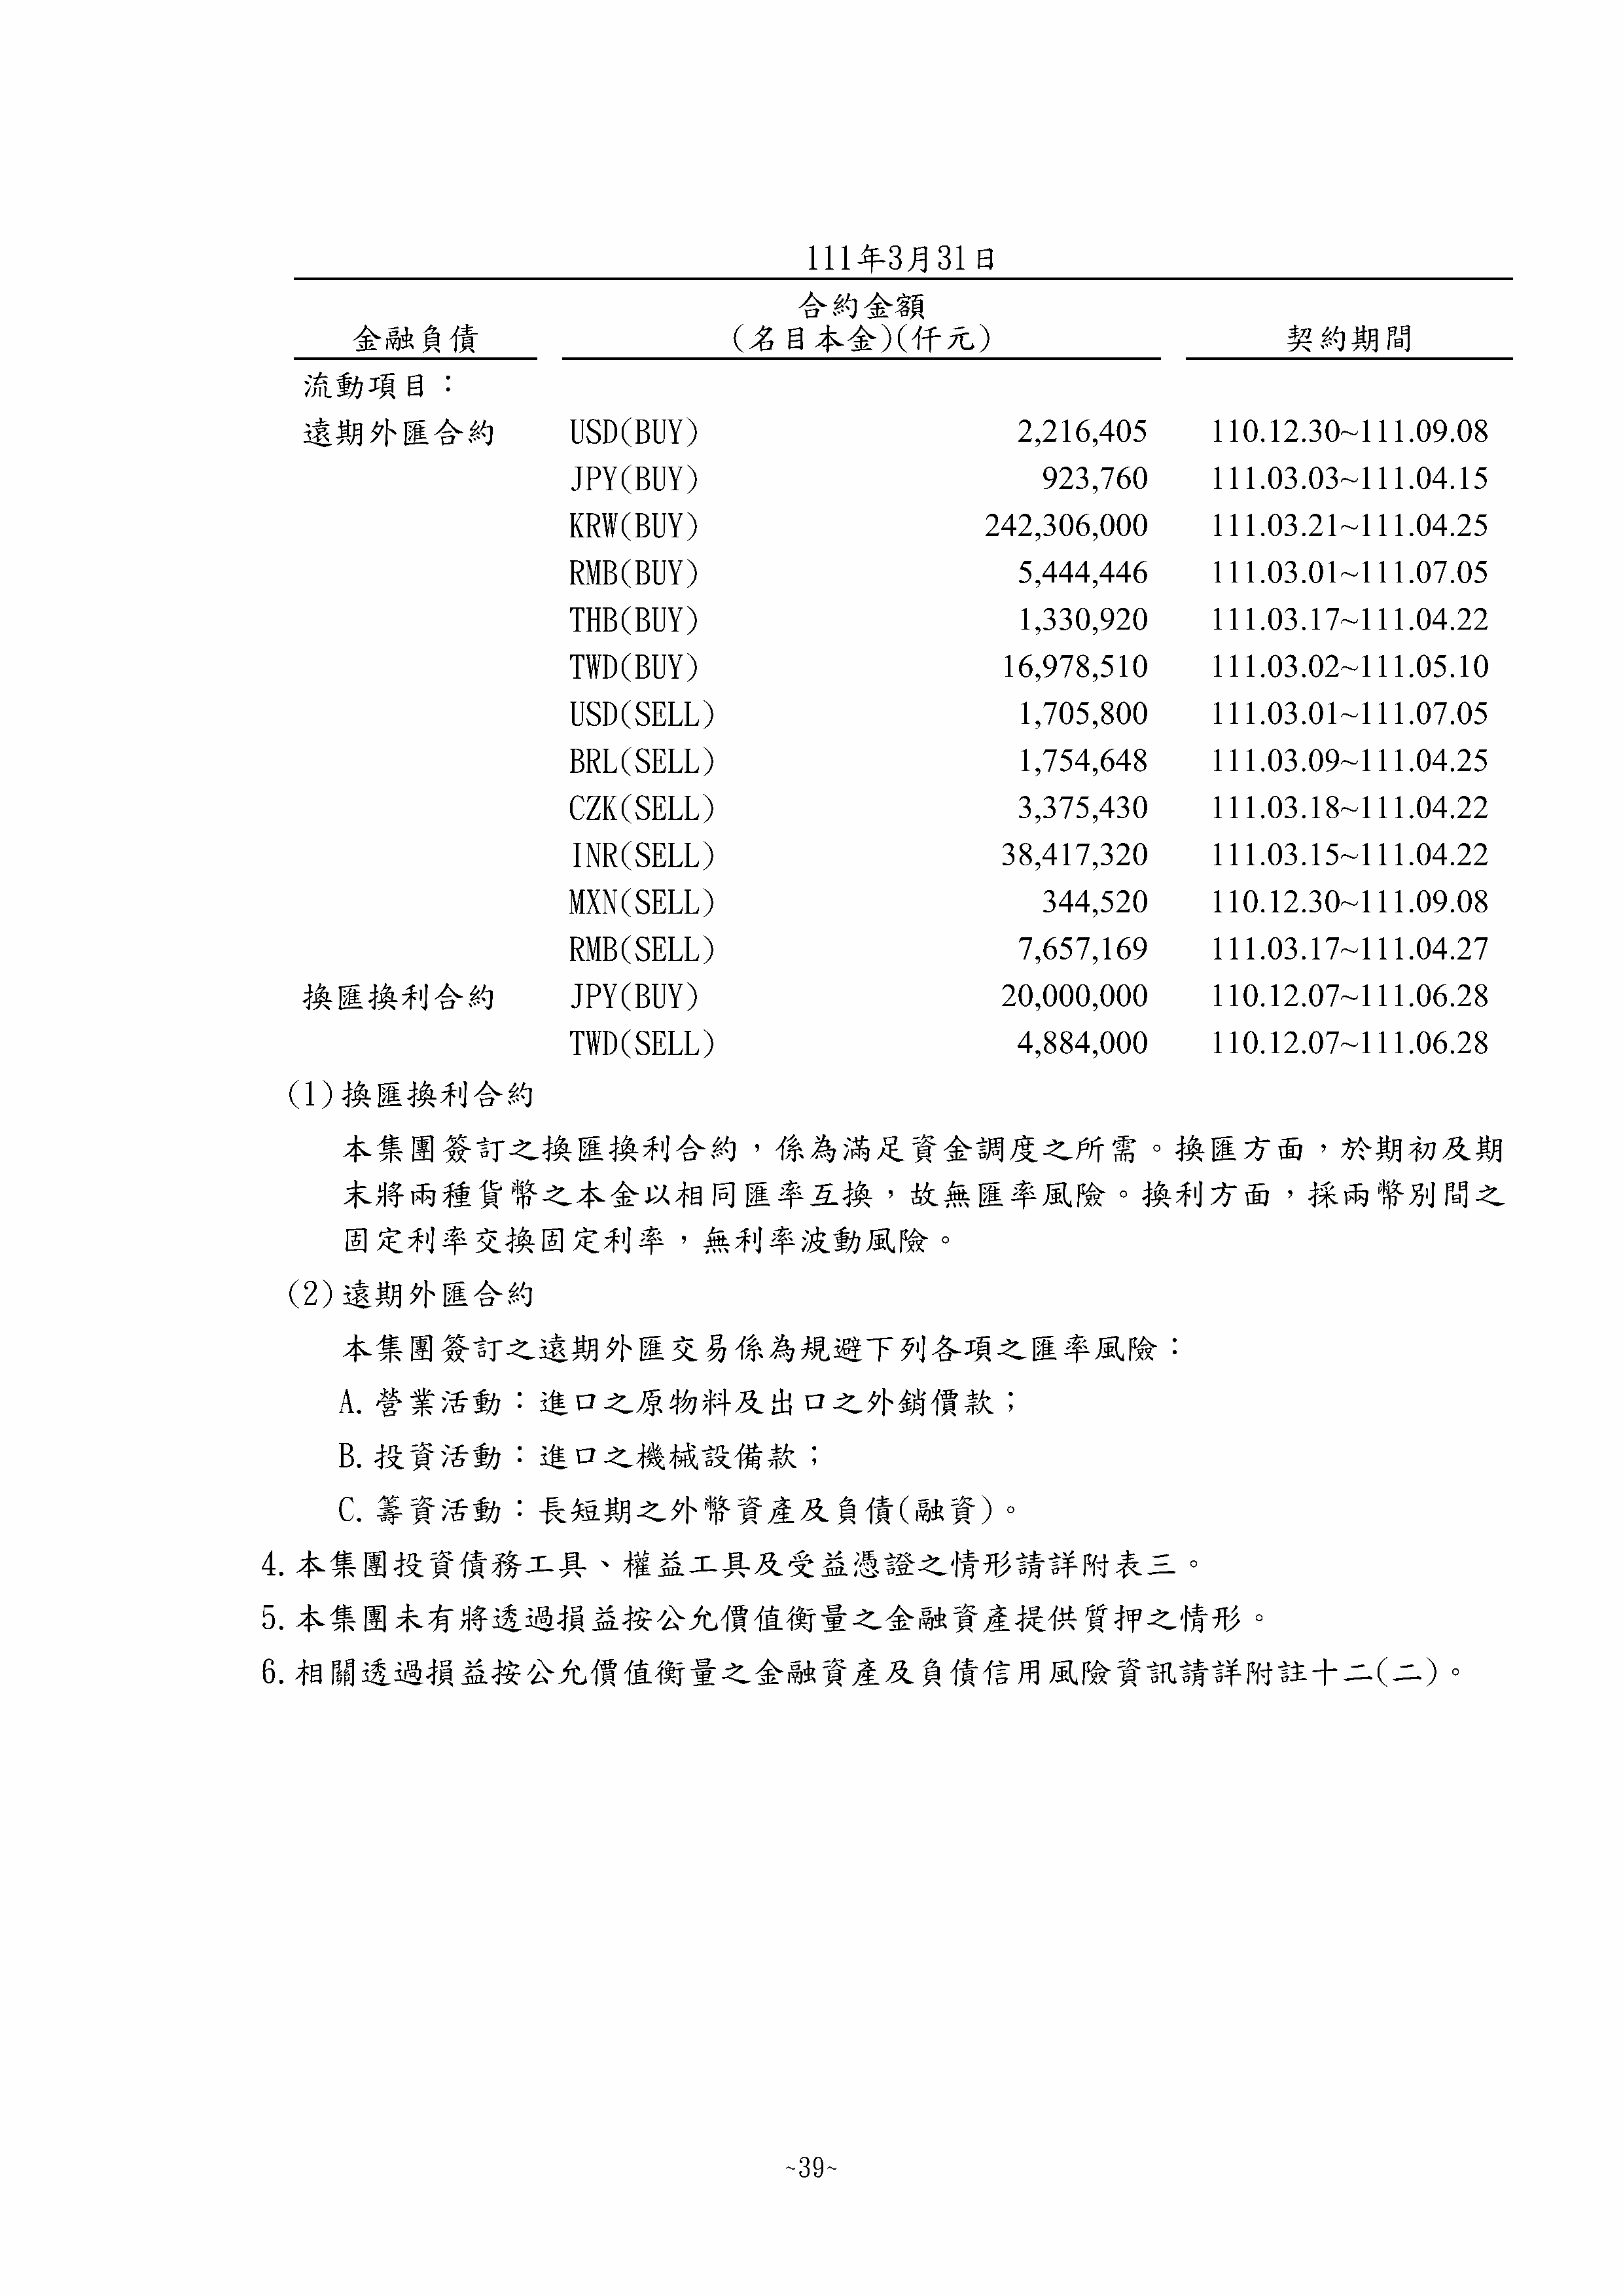 111年3月31日
合約金額
金融負債 (名目本金)(仟元) 契約期間
流動項目：
遠期外匯合約 USD(BUY) 2,216,405 110.12.30~111.09.08
JPY(BUY) 923,760 111.03.03~111.04.15
KRW(BUY) 242,306,000 111.03.21~111.04.25
RMB(BUY) 5,444,446 111.03.01~111.07.05
THB(BUY) 1,330,920 111.03.17~111.04.22
TWD(BUY) 16,978,510 111.03.02~111.05.10
USD(SELL) 1,705,800 111.03.01~111.07.05
BRL(SELL) 1,754,648 111.03.09~111.04.25
CZK(SELL) 3,375,430 111.03.18~111.04.22
INR(SELL) 38,417,320 111.03.15~111.04.22
MXN(SELL) 344,520 110.12.30~111.09.08
RMB(SELL) 7,657,169 111.03.17~111.04.27
換匯換利合約 JPY(BUY) 20,000,000 110.12.07~111.06.28
TWD(SELL) 4,884,000 110.12.07~111.06.28
(1)換匯換利合約
本集團簽訂之換匯換利合約，係為滿足資金調度之所需。換匯方面，於期初及期
末將兩種貨幣之本金以相同匯率互換，故無匯率風險。換利方面，採兩幣別間之
固定利率交換固定利率，無利率波動風險。
(2)遠期外匯合約
本集團簽訂之遠期外匯交易係為規避下列各項之匯率風險：
A.營業活動：進口之原物料及出口之外銷價款；
B.投資活動：進口之機械設備款；
C.籌資活動：長短期之外幣資產及負債(融資)。
4.本集團投資債務工具、權益工具及受益憑證之情形請詳附表三。
5.本集團未有將透過損益按公允價值衡量之金融資產提供質押之情形。
6.相關透過損益按公允價值衡量之金融資產及負債信用風險資訊請詳附註十二(二)。
~39~